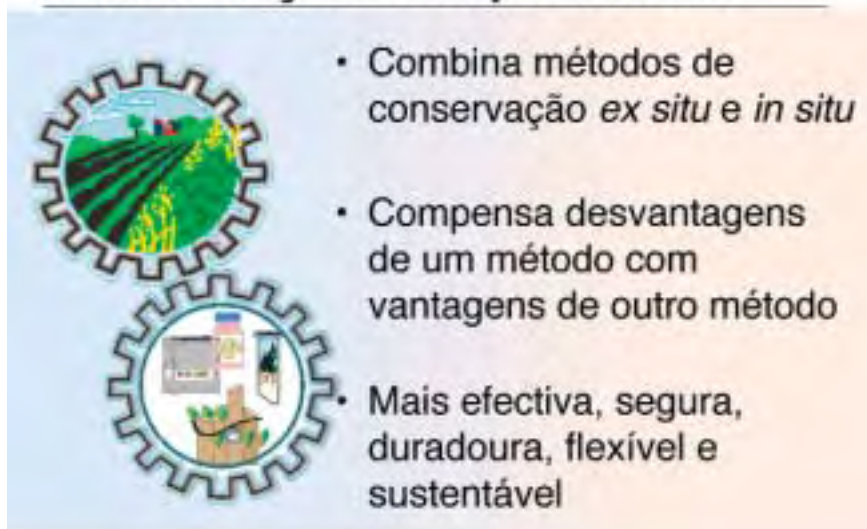 • Combina métodos de
conservação ex situ e in situ
• Compensa desvantagens
de um método com
vantagens de outro método
• Mais efectiva, segura,
duradoura, flexível e
sustentável